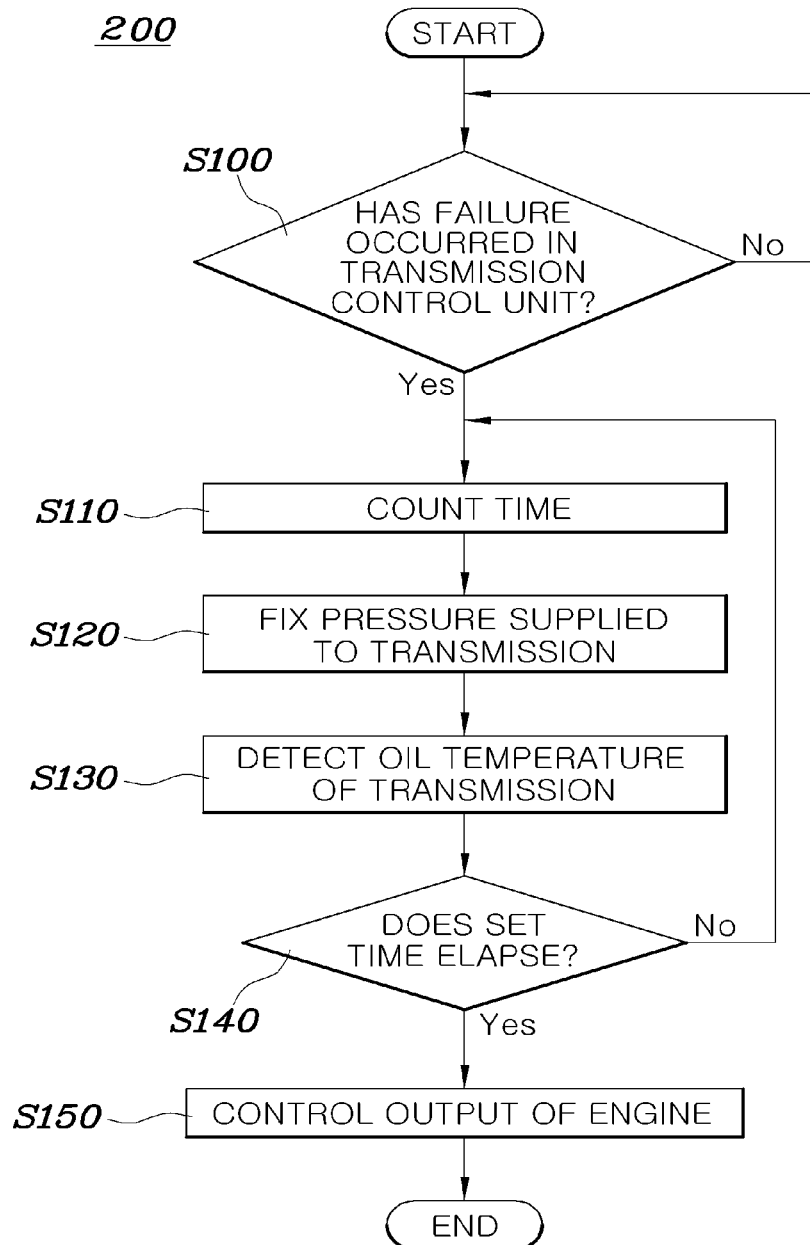 200
START
S100
HAS FAILURE
OCCURRED IN
TRANSMISSION
CONTROL UNIT?
No
Yes
S110
COUNT TIME
S120
FIX PRESSURE SUPPLIED
TO TRANSMISSION
S130
DETECT OIL TEMPERATURE
OF TRANSMISSION
DOES SET
TIME ELAPSE?
No
S140
Yes
S150
CONTROL OUTPUT OF ENGINE
END